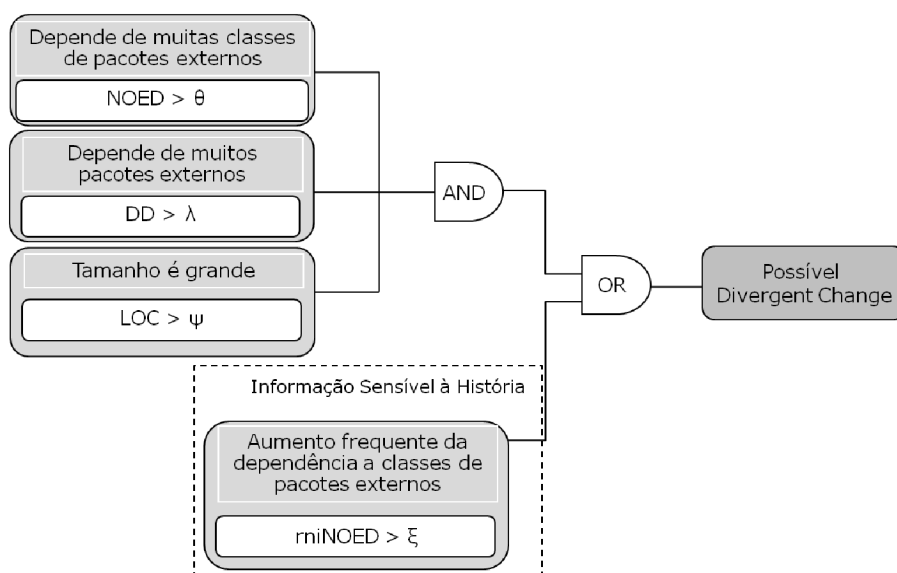 Depende de muitas classes
de pacotes externos
NOED > θ
Depende de muitos
pacotes externos
DD > λ
Tamanho é grande
LOC > ψ
AND
OR
Possível
Divergent Change
Informação Sensível à História
Aumento frequente da
dependência a classes de
pacotes externos
rniNOED > ξ